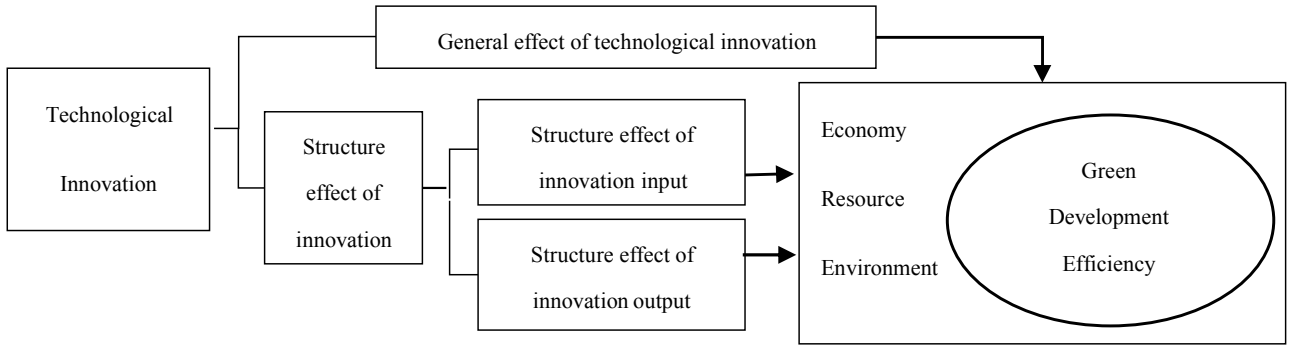 General effect of technological innovation
Technological
Innovation
Structure
effect of
innovation
Structure effect of
innovation input
Structure effect of
innovation output
Economy
Resource
Environment
Green
Development
Efficiency